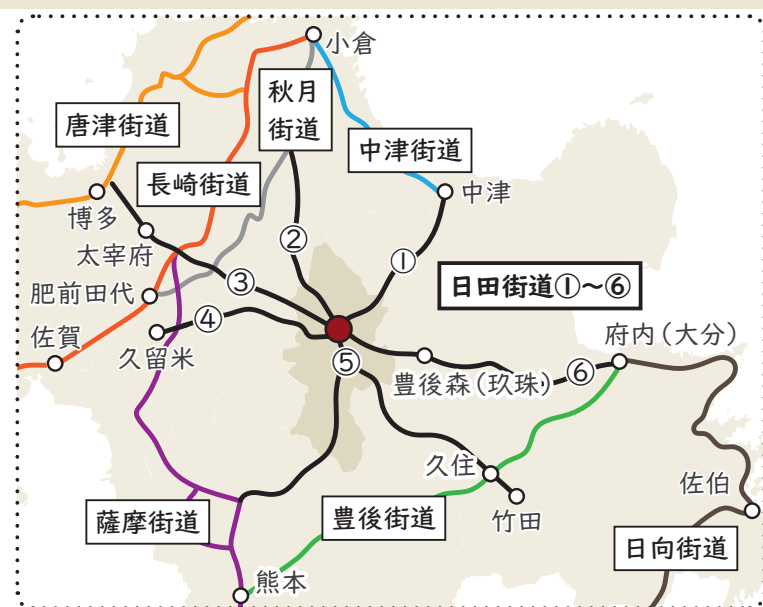 小倉
秋月
街道
唐津街道
中津街道
長崎街道
中津
博多
太宰府
②
①
③
日田街道①〜⑥
肥前田代
④
佐賀
久留米
⑤
府内(大分)
豊後森(玖珠)
⑥
久住
佐伯
竹田
薩摩街道
豊後街道
日向街道
熊本